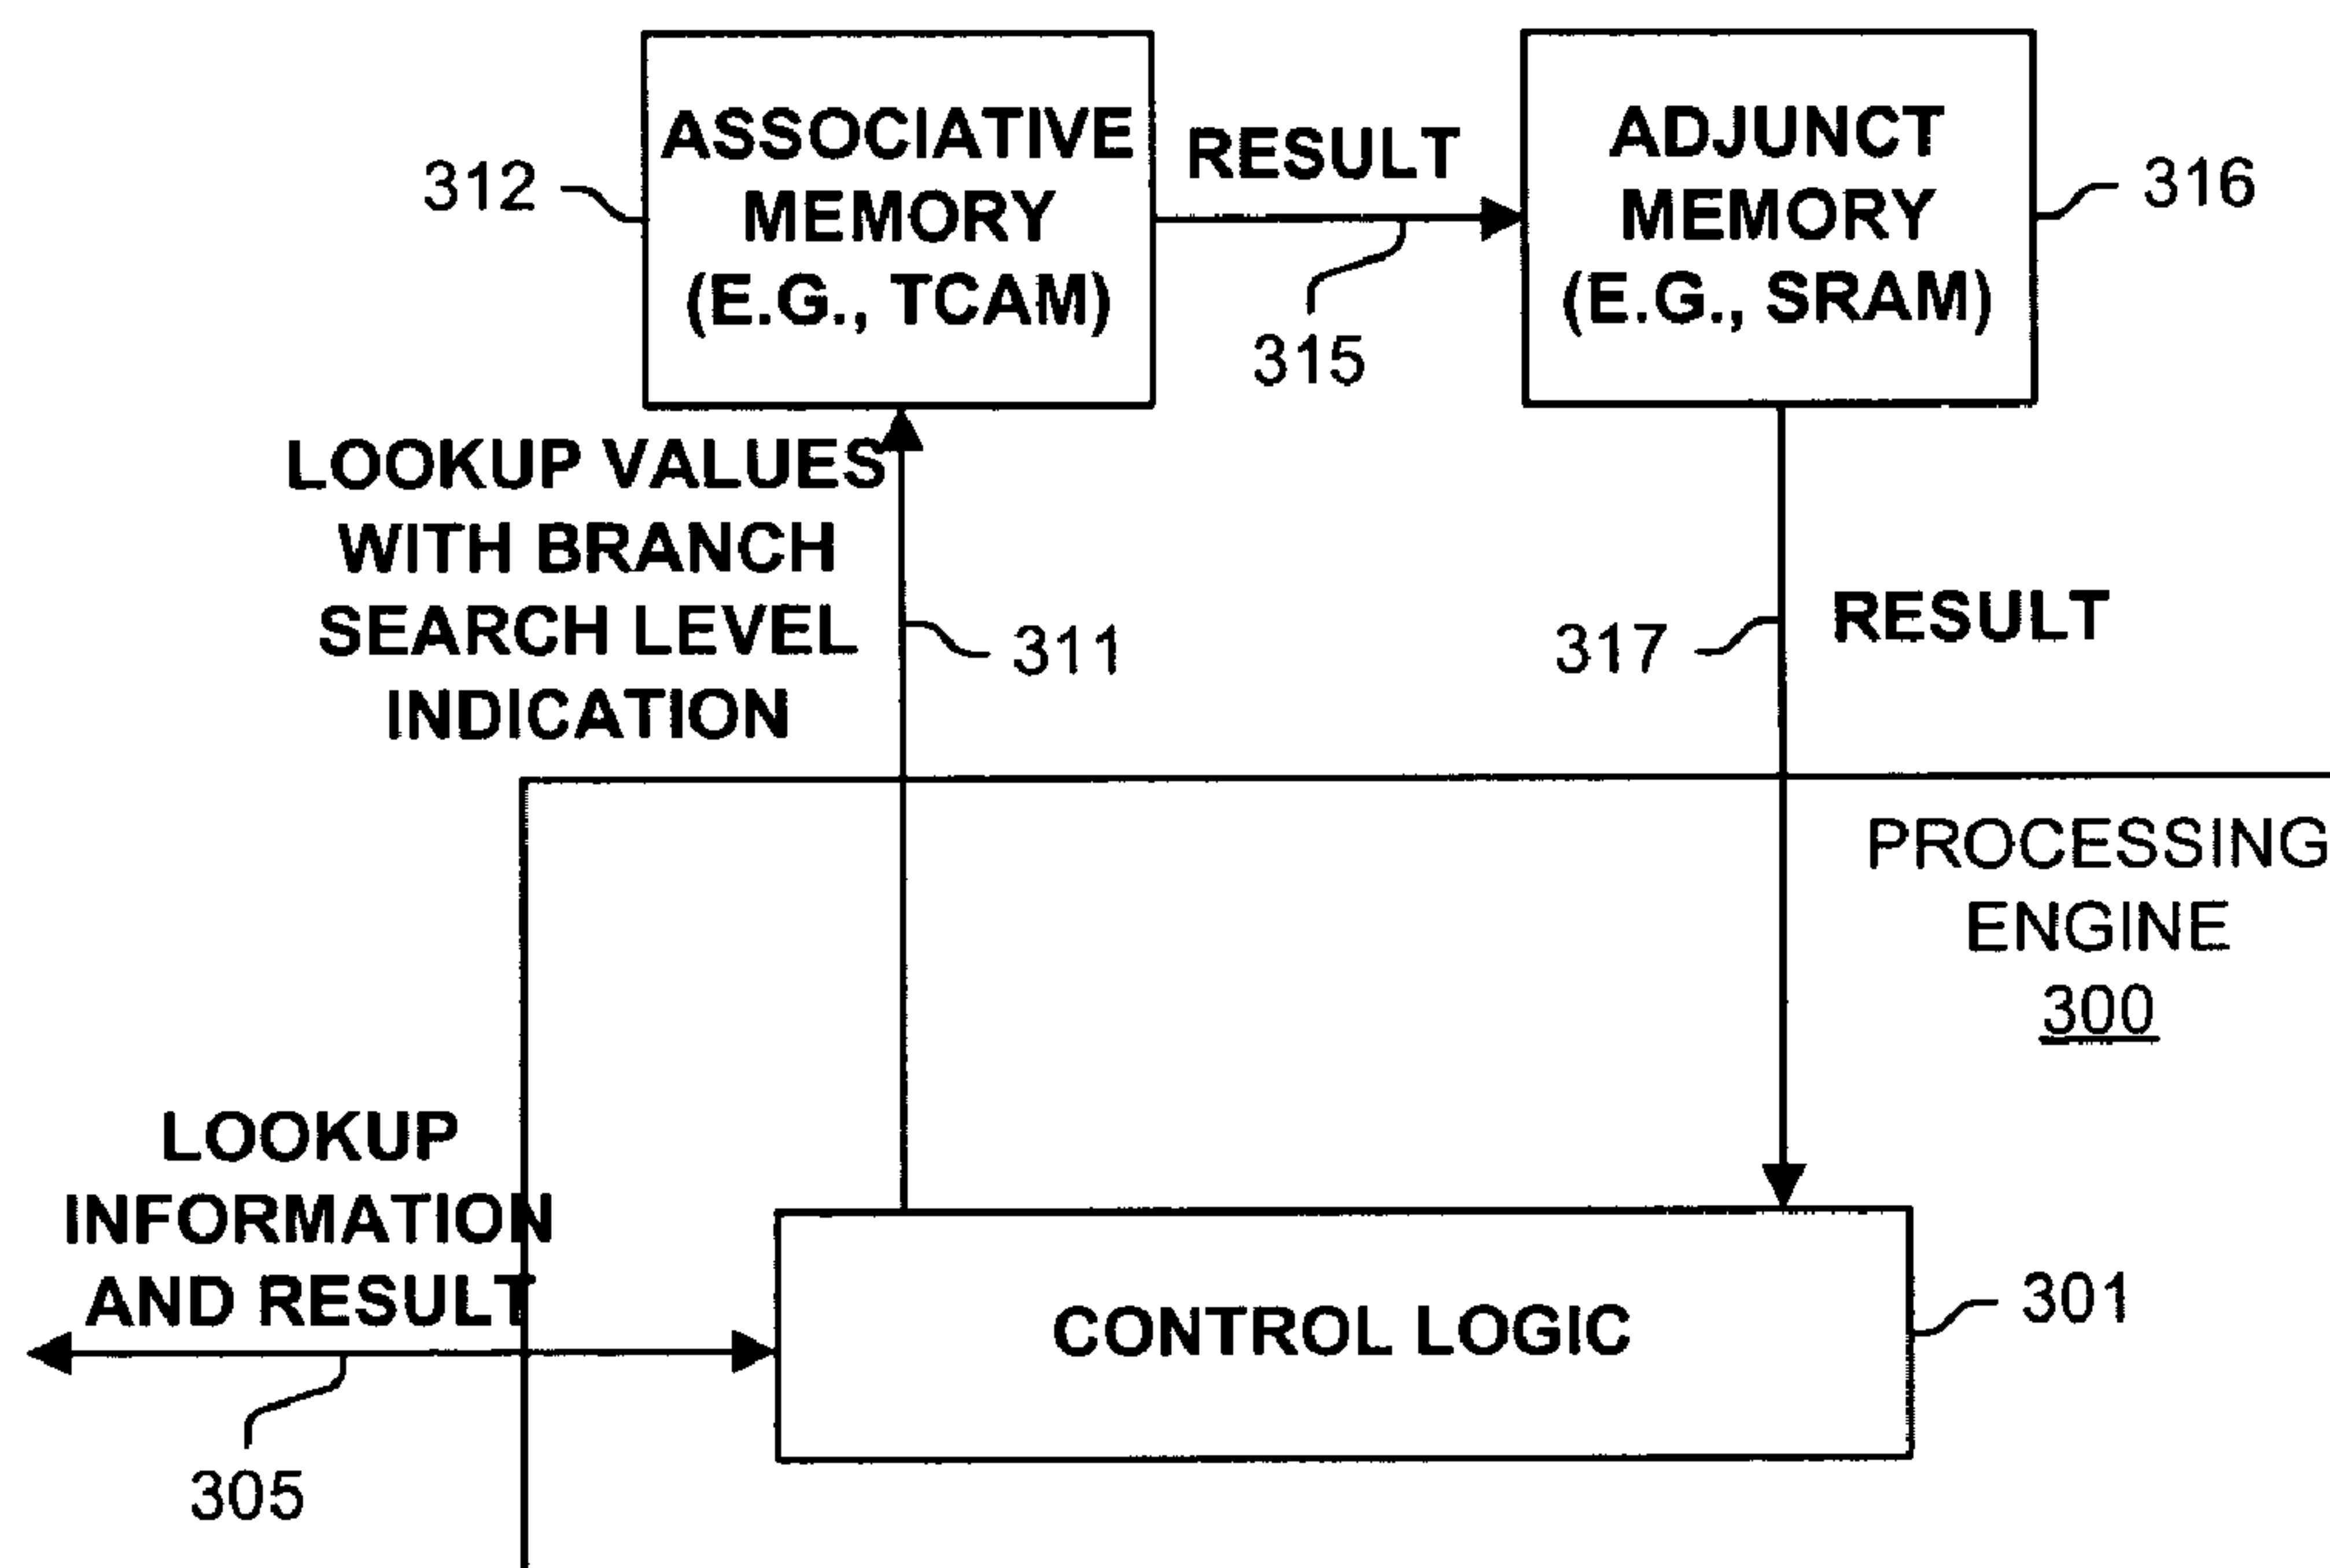 ASSOCIATIVE
MEMORY
(E.G., TCAM)
312
RESULT
315
ADJUNCT
MEMORY
(E.G., SRAM)
316
LOOKUP VALUES
WITH BRANCH
SEARCH LEVEL
INDICATION
311
317
RESULT
PROCESSING
ENGINE
300
LOOKUP
INFORMATION
AND RESULT
305
CONTROL LOGIC
301